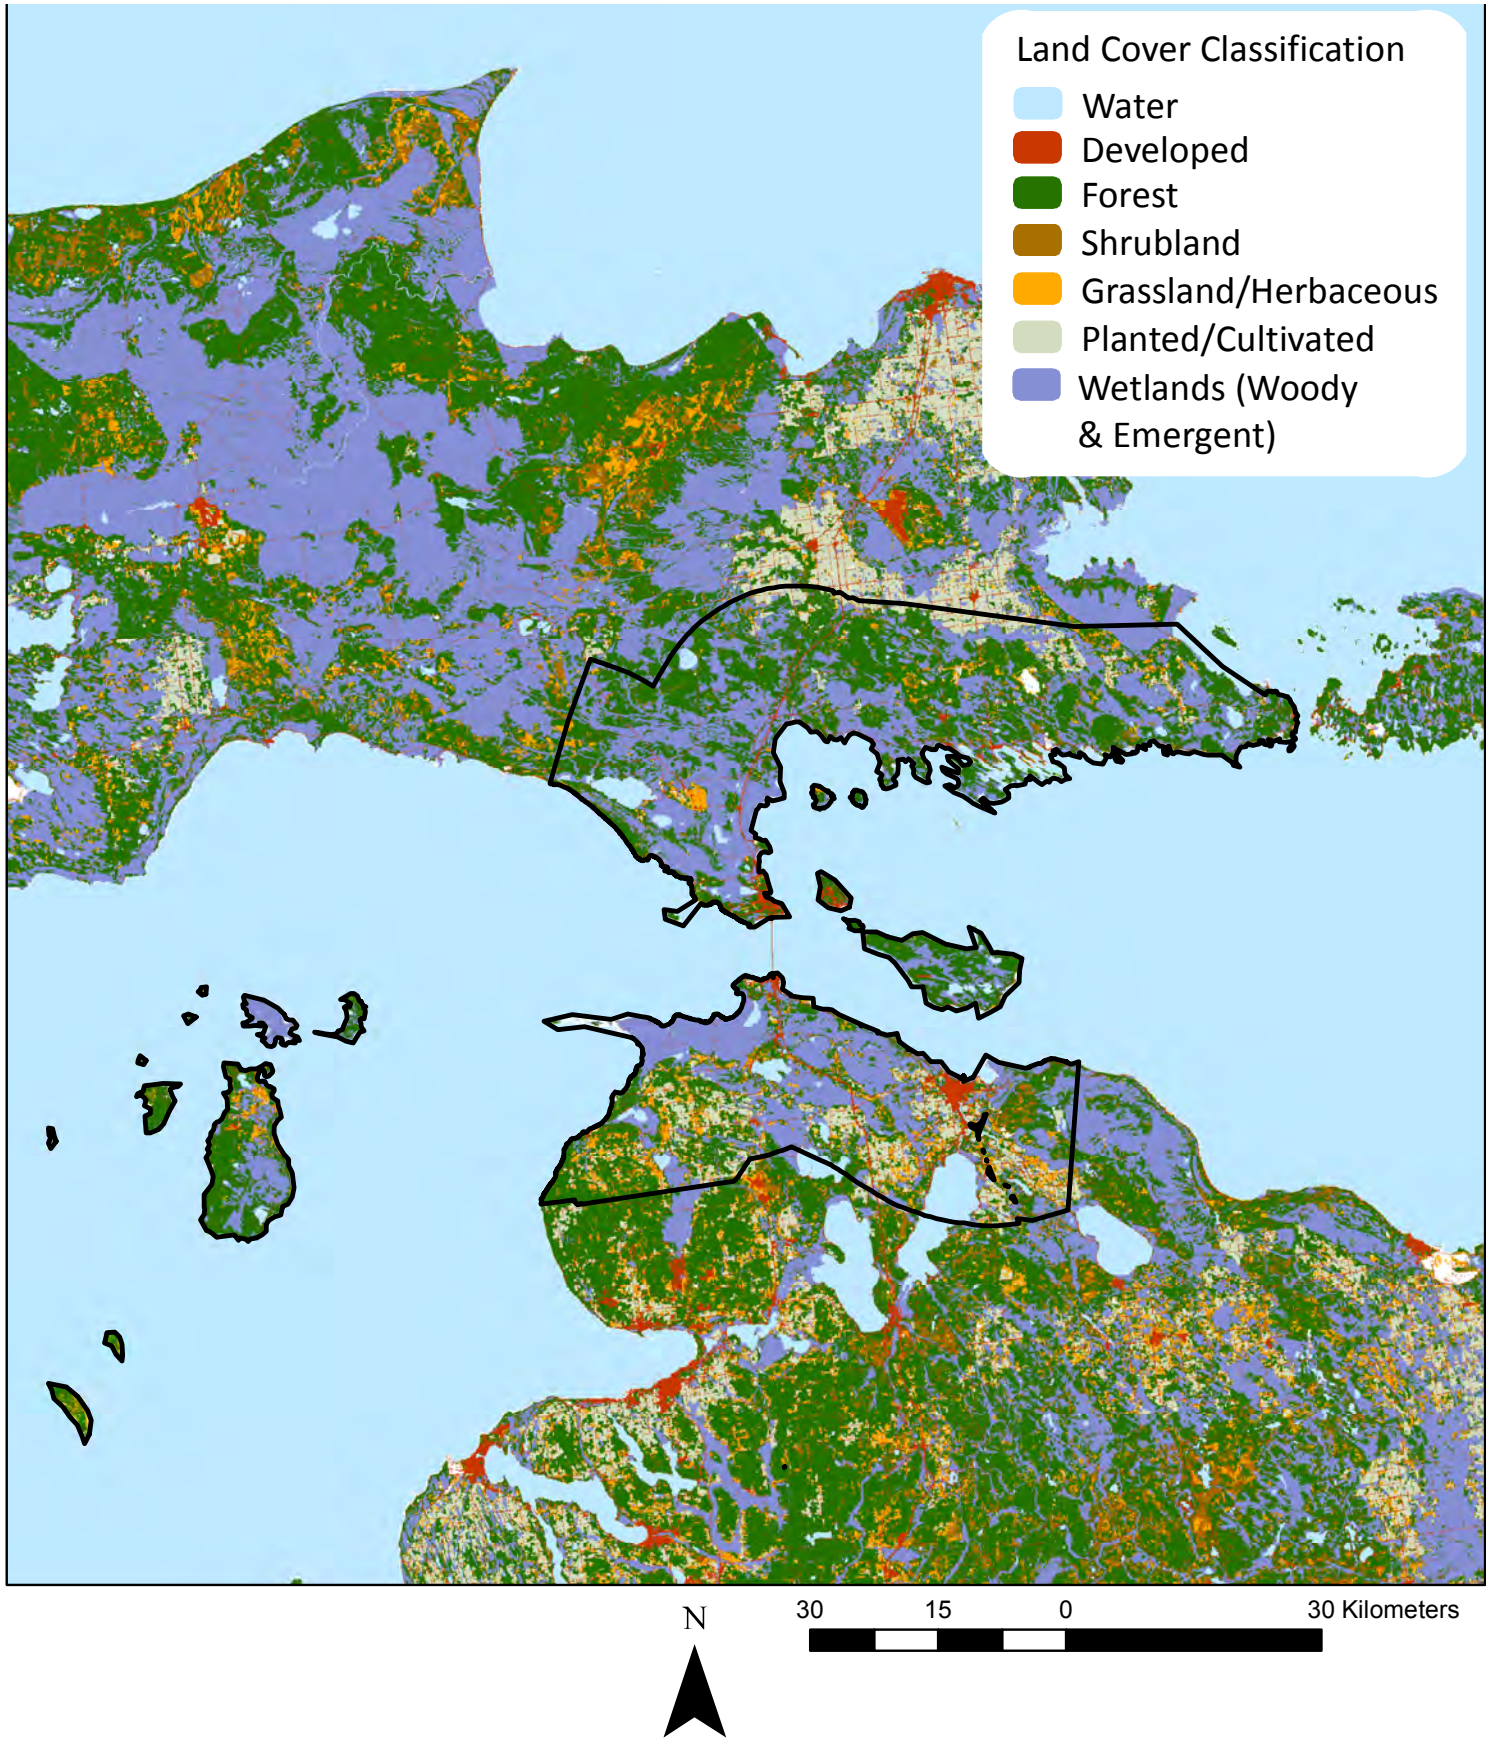 Land Cover Classification
Water
Developed
Forest
Shrubland
Grassland/Herbaceous
Planted/Cultivated
Wetlands (Woody
& Emergent)
N
30 15 0 30 Kilometers